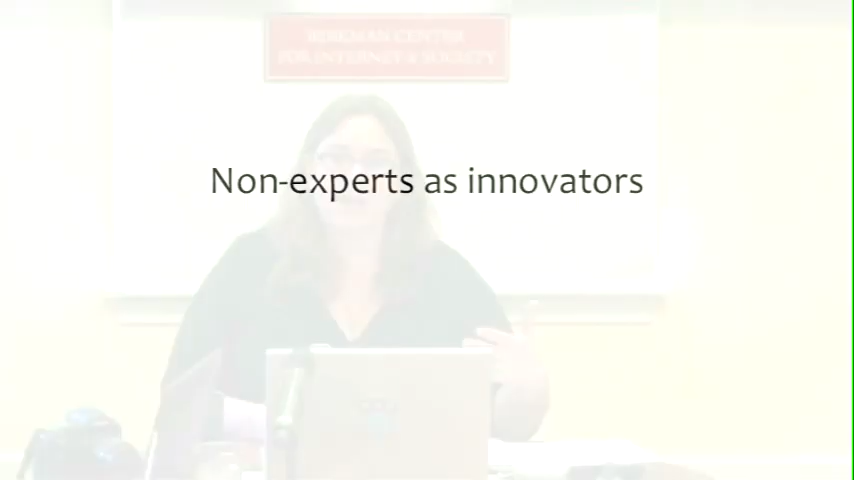 BERKMAN CENTER
FOR INTERNET & SOCIETY
Non-experts as innovators